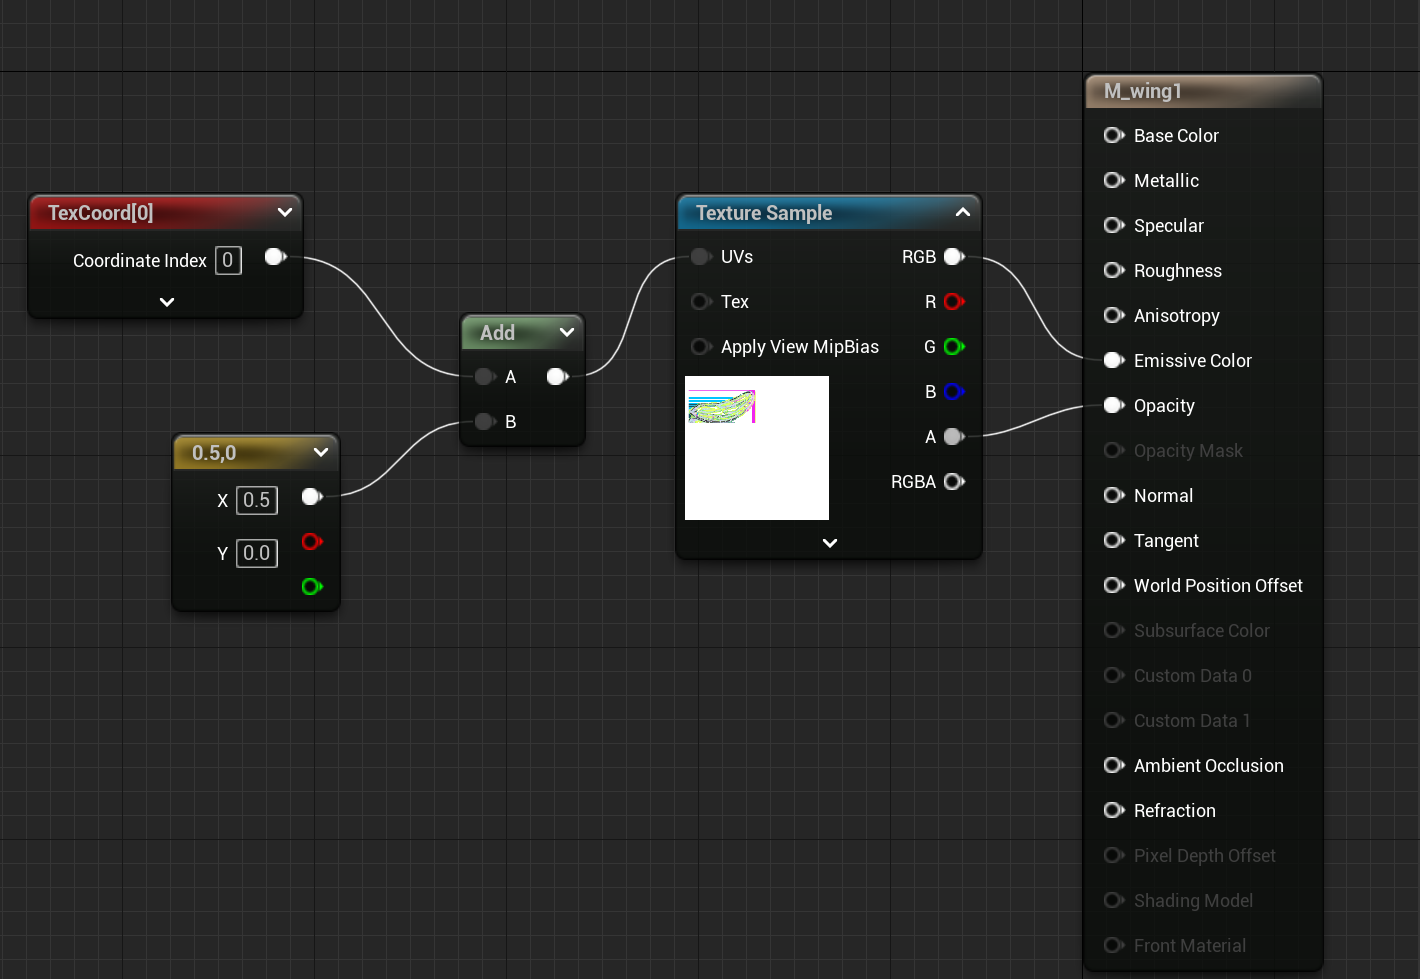 M_wing1
Base Color
Metallic
Specular
Roughness
Anisotropy
Emissive Color
Opacity
Opacity Mask
Normal
Tangent
World Position Offset
Subsurface Color
Custom Data 0
Custom Data 1
Ambient Occlusion
Refraction
Pixel Depth Offset
Shading Model
Front Material
TexCoord[0]
Coordinate Index 0
Add
A
B
0.5,0
X 0.5
Y 0.0
Texture Sample
UVs RGB
Tex R
Apply View MipBias G
B
A
RGBA